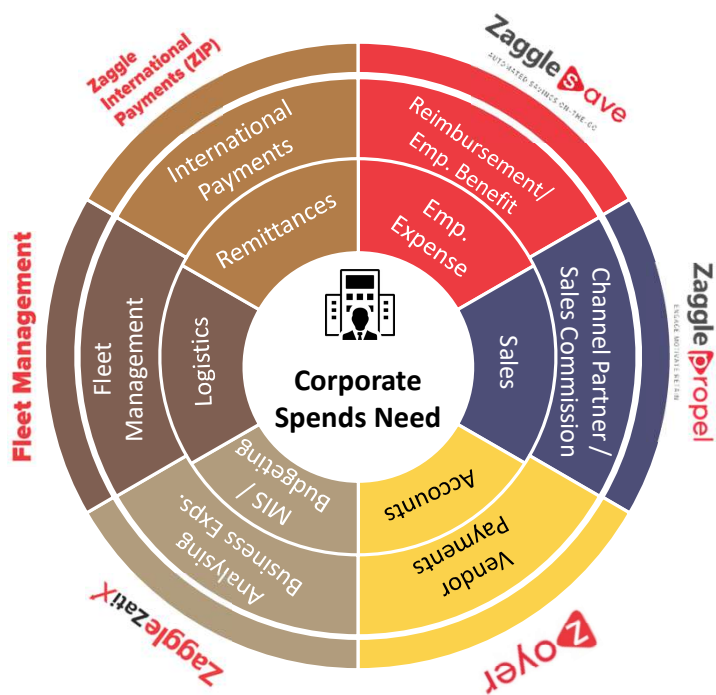 Corporate
Spends Need
Zaggle save
AUTOMATED SAVINGS ON-THE-GO
Reimbursement/
Emp. Benefit
Emp.
Expense
Zaggle propel
ENGAGE MOTIVATE RETAIN
Channel Partner /
Sales Commission
Sales
Zoyer
Vendor
Payments
Accounts
ZaggleZatiX
Analysing
Business Exps.
MIS /
Budgeting
Fleet Management
Fleet
Management
Logistics
Zaggle
International
Payments (ZIP)
International
Payments
Remittances